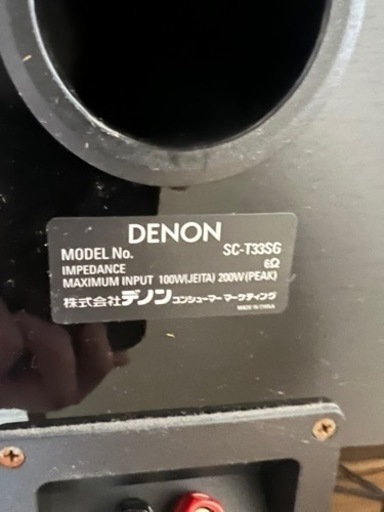 DENON
MODEL No. SC-T33SG
IMPEDANCE 6Ω
MAXIMUM INPUT 100W(JEITA) 200W(PEAK)
株式会社デノン コンシューマー マーケティング
MADE IN CHINA